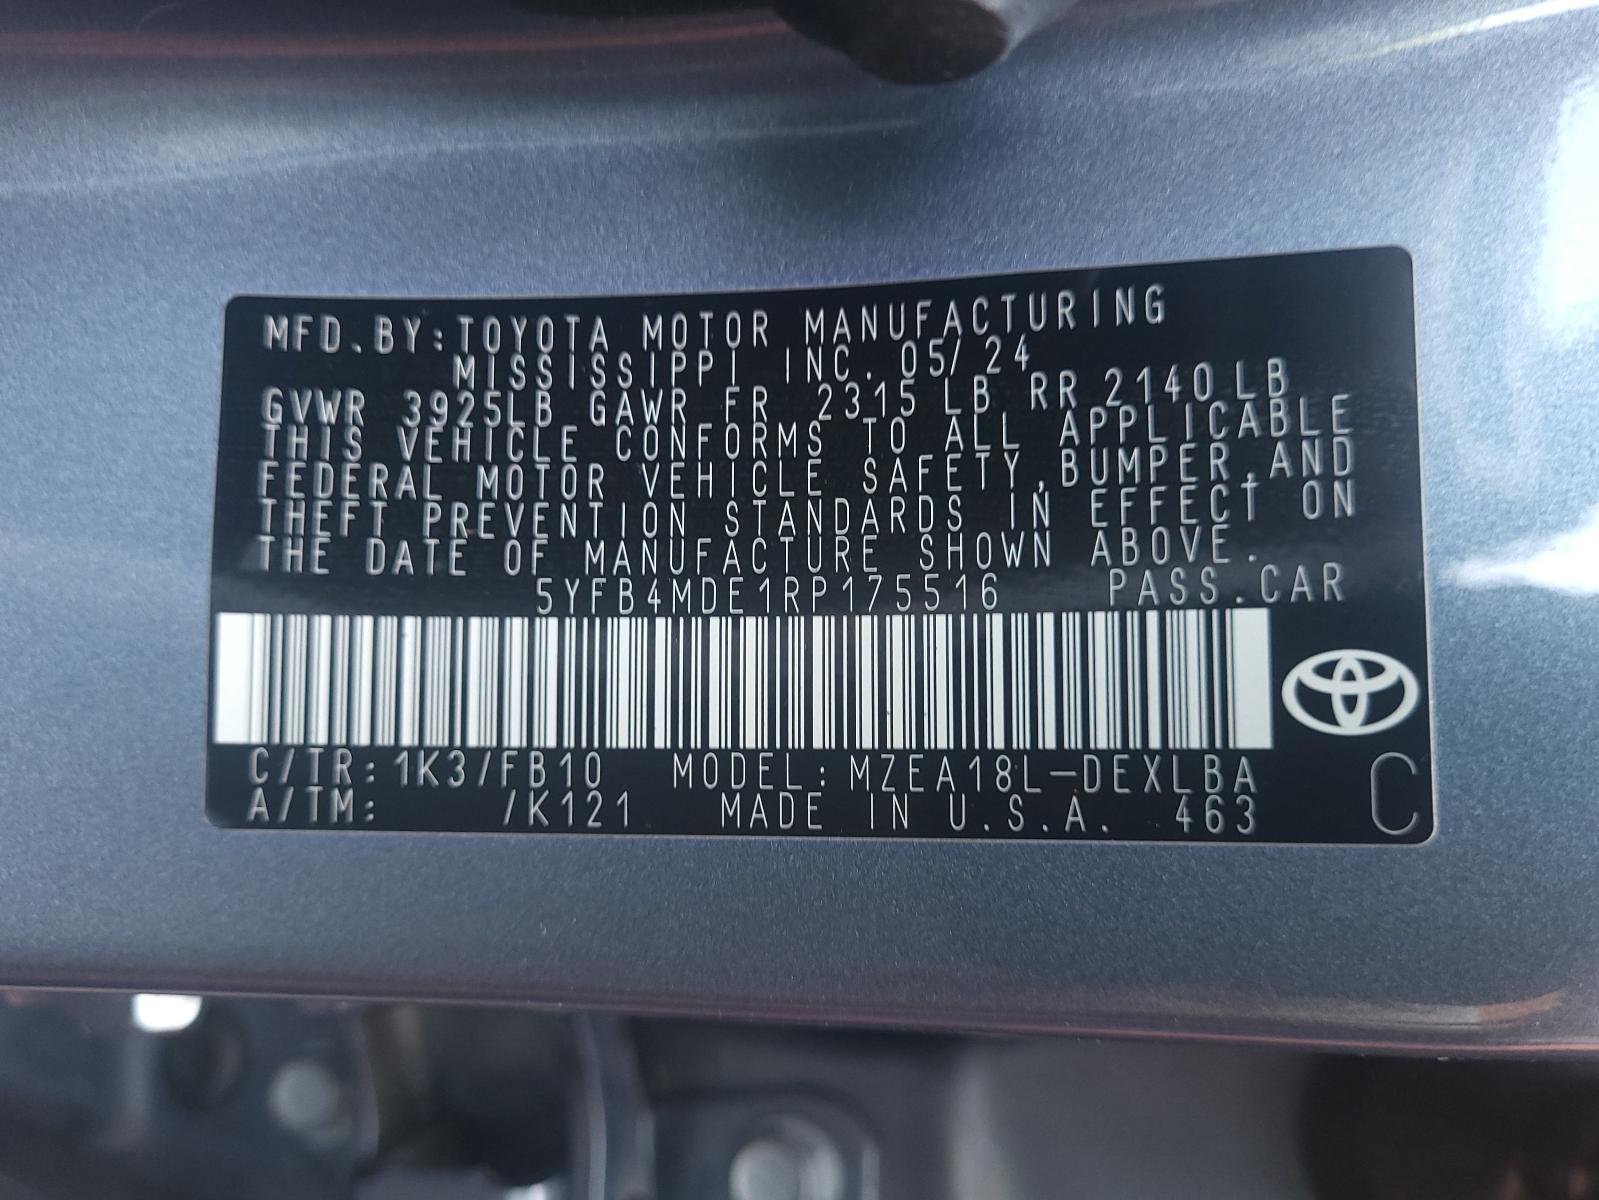 MFD.BY:TOYOTA MOTOR MANUFACTURING
MISSISSIPPI INC. 05/24
GVWR 3925LB GAWR FR 2315 LB RR 2140LB
THIS VEHICLE CONFORMS TO ALL APPLICABLE
FEDERAL MOTOR VEHICLE SAFETY,BUMPER,AND
THEFT PREVENTION STANDARDS IN EFFECT ON
THE DATE OF MANUFACTURE SHOWN ABOVE.
5YFB4MDE1RP175516 PASS.CAR
C/TR:1K3/FB10 MODEL:MZEA18L-DEXLBA
A/TM: /K121 MADE IN U.S.A. 463
C